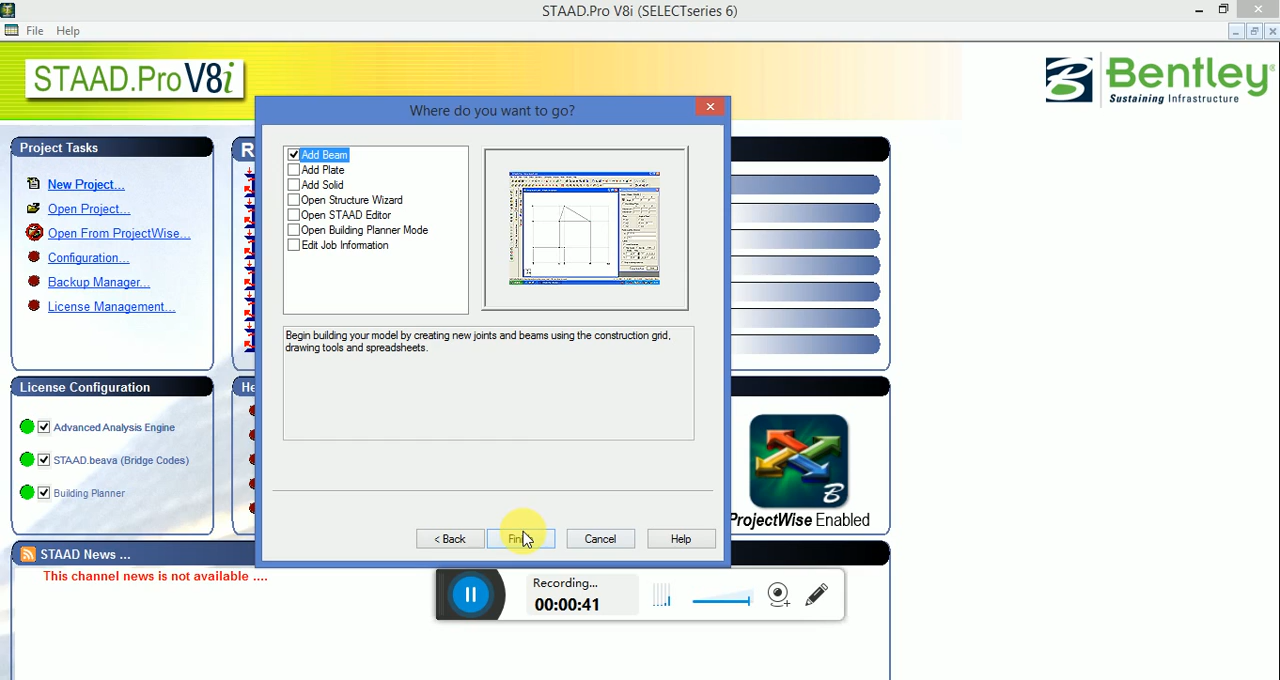 STAAD.Pro V8i (SELECTseries 6)
File Help
STAAD.Pro V8i
Bentley
Sustaining Infrastructure
Project Tasks
New Project...
Open Project...
Open From ProjectWise...
Configuration...
Backup Manager...
License Management...
Where do you want to go?
Add Beam
Add Plate
Add Solid
Open Structure Wizard
Open STAAD Editor
Open Building Planner Mode
Edit Job Information
Begin building your model by creating new joints and beams using the construction grid,
drawing tools and spreadsheets.
< Back
Cancel
Help
License Configuration
Advanced Analysis Engine
STAAD.beava (Bridge Codes)
Building Planner
ProjectWise Enabled
STAAD News ...
This channel news is not available ....
Recording...
00:00:41